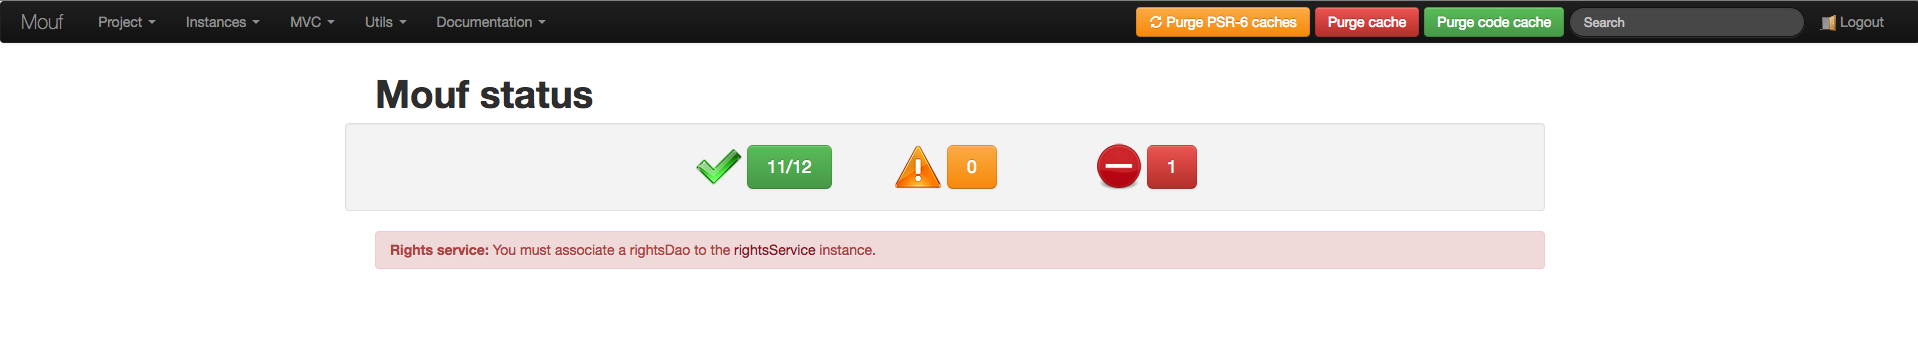 Mouf Project Instances MVC Utils Documentation Purge PSR-6 caches Purge cache Purge code cache Search Logout
Mouf status
11/12 0 1
Rights service: You must associate a rightsDao to the rightsService instance.